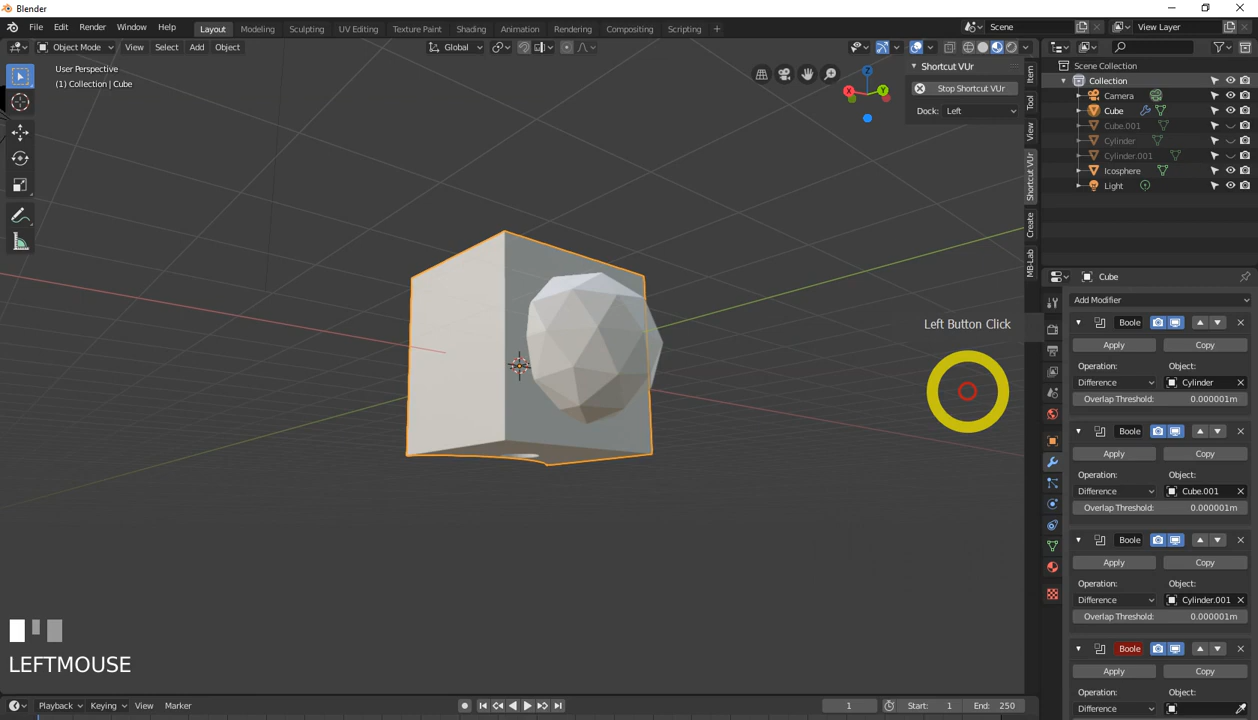 Blender
File Edit Render Window Help Layout Modeling Sculpting UV Editing Texture Paint Shading Animation Rendering Compositing Scripting + Scene View Layer
Object Mode View Select Add Object Global
User Perspective
(1) Collection | Cube
Shortcut VUr
Stop Shortcut VUr
Dock: Left
Item
Tool
View
Shortcut VUr
Create
MB-Lab
X
Y
Z
Scene Collection
Collection
Camera
Cube
Cube.001
Cylinder
Cylinder.001
Icosphere
Light
Cube
Add Modifier
Boole
Apply Copy
Operation: Object:
Difference Cylinder
Overlap Threshold: 0.000001m
Boole
Apply Copy
Operation: Object:
Difference Cube.001
Overlap Threshold: 0.000001m
Boole
Apply Copy
Operation: Object:
Difference Cylinder.001
Overlap Threshold: 0.000001m
Boole
Apply Copy
Operation: Object:
Difference
Left Button Click
LEFTMOUSE
Playback Keying View Marker 1 Start: 1 End: 250